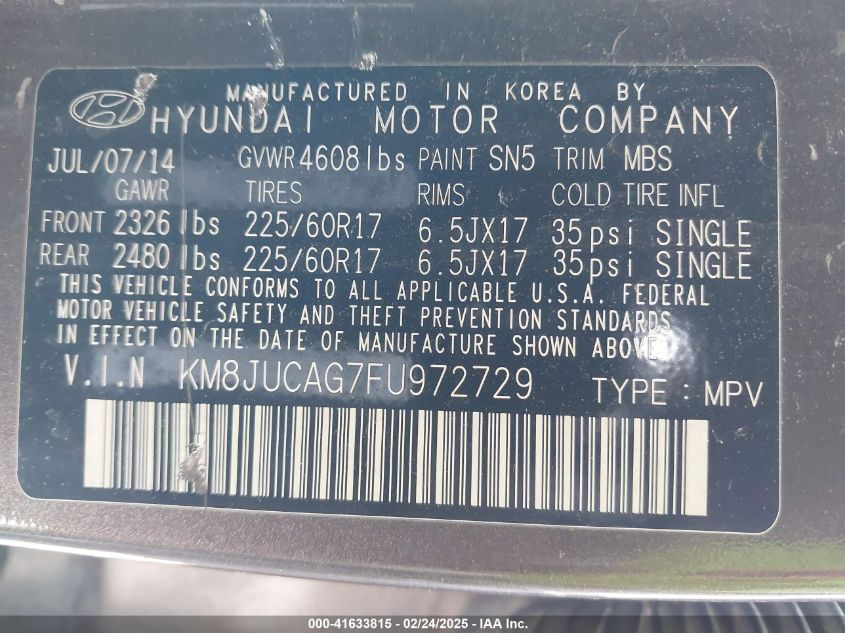 MANUFACTURED IN KOREA BY
HYUNDAI MOTOR COMPANY
JUL/07/14 GVWR4608lbs PAINT SN5 TRIM MBS
GAWR TIRES RIMS COLD TIRE INFL
FRONT 2326 lbs 225/60R17 6.5JX17 35psi SINGLE
REAR 2480 lbs 225/60R17 6.5JX17 35psi SINGLE
THIS VEHICLE CONFORMS TO ALL APPLICABLE U.S.A. FEDERAL
MOTOR VEHICLE SAFETY AND THEFT PREVENTION STANDARDS
IN EFFECT ON THE DATE OF MANUFACTURE SHOWN ABOVE
V.I.N KM8JUCAG7FU972729 TYPE : MPV
000-41633815 - 02/24/2025 - IAA Inc.